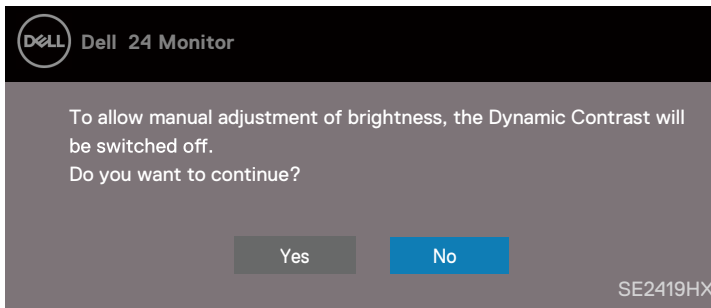 DELL Dell 24 Monitor
To allow manual adjustment of brightness, the Dynamic Contrast will
be switched off.
Do you want to continue?
Yes No
SE2419HX